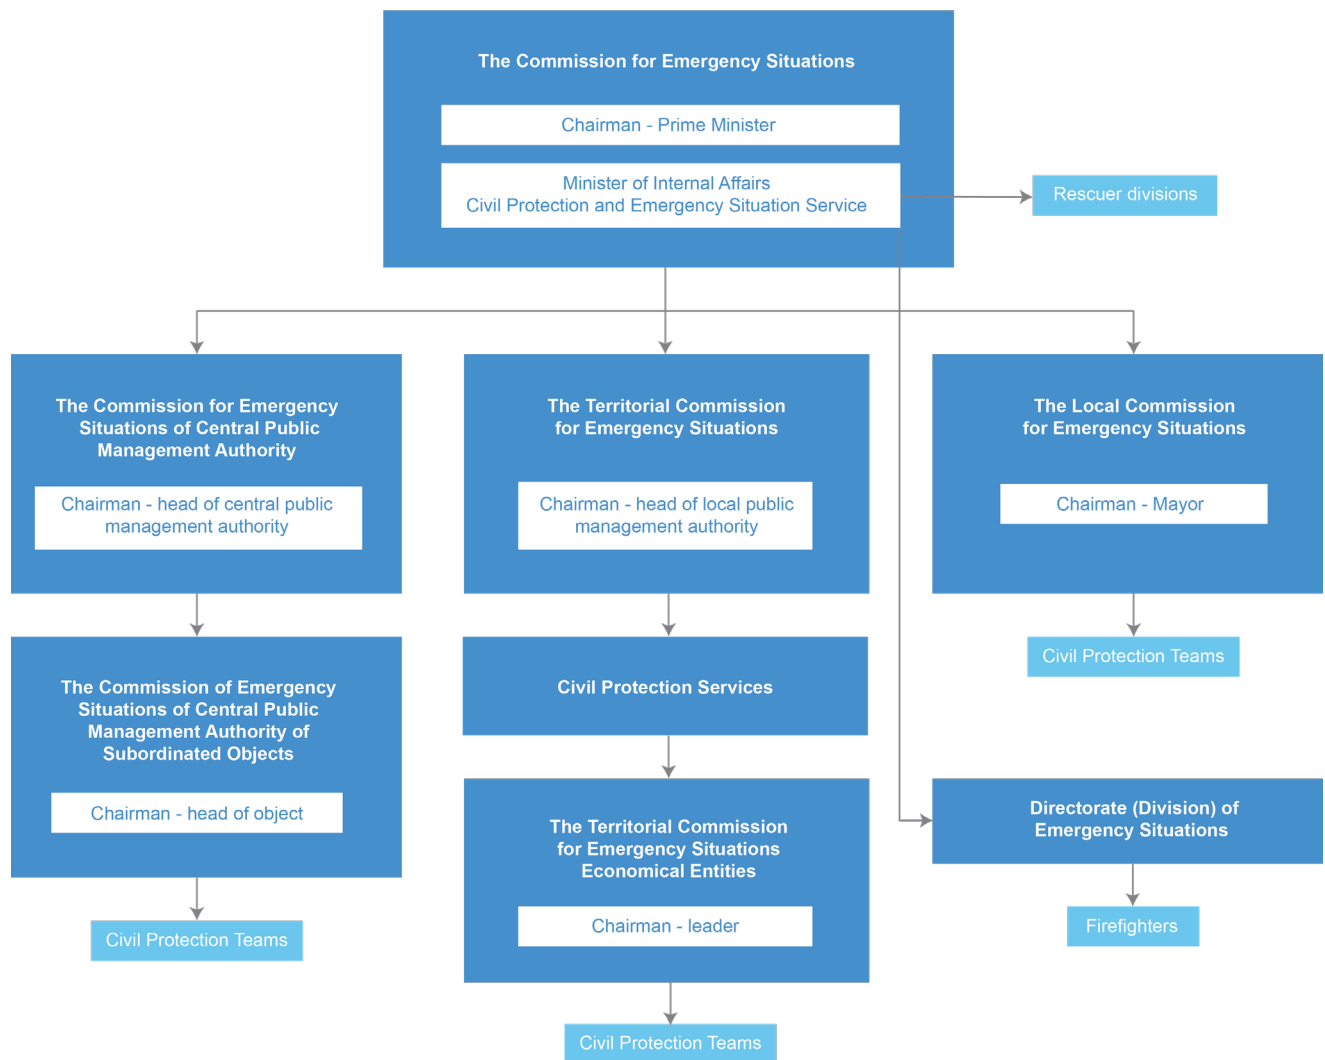 The Commission for Emergency Situations
Chairman - Prime Minister
Minister of Internal Affairs
Civil Protection and Emergency Situation Service
Rescuer divisions
The Commission for Emergency
Situations of Central Public
Management Authority
Chairman - head of central public
management authority
The Territorial Commission
for Emergency Situations
Chairman - head of local public
management authority
The Local Commission
for Emergency Situations
Chairman - Mayor
The Commission of Emergency
Situations of Central Public
Management Authority of
Subordinated Objects
Chairman - head of object
Civil Protection Services
Civil Protection Teams
The Territorial Commission
for Emergency Situations
Economical Entities
Chairman - leader
Directorate (Division) of
Emergency Situations
Civil Protection Teams
Firefighters
Civil Protection Teams